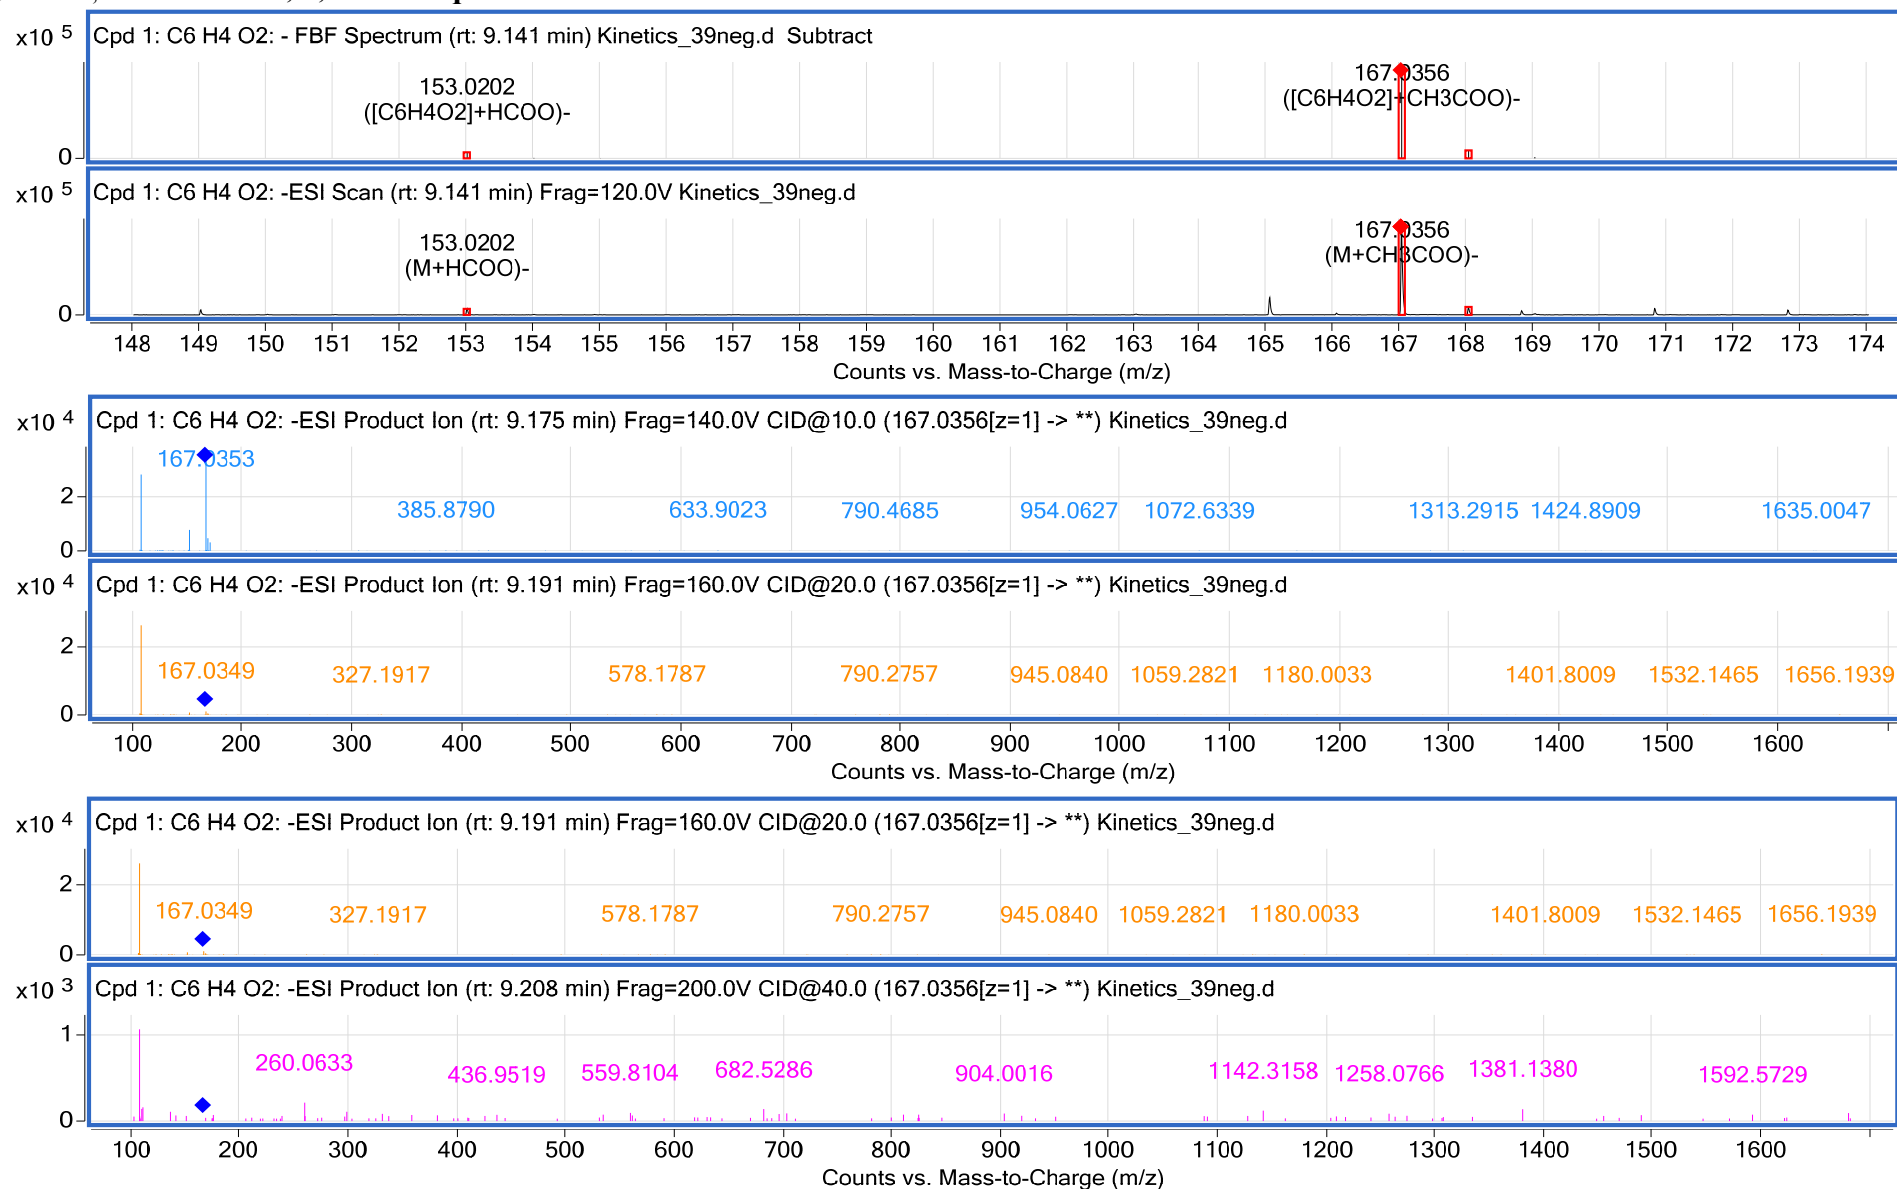 x10 5
Cpd 1: C6 H4 O2: - FBF Spectrum (rt: 9.141 min) Kinetics_39neg.d  Subtract
153.0202
([C6H4O2]+HCOO)-
167.0356
([C6H4O2]+CH3COO)-
0
x10 5
Cpd 1: C6 H4 O2: -ESI Scan (rt: 9.141 min) Frag=120.0V Kinetics_39neg.d
153.0202
(M+HCOO)-
167.0356
(M+CH3COO)-
0
148 149 150 151 152 153 154 155 156 157 158 159 160 161 162 163 164 165 166 167 168 169 170 171 172 173 174
Counts vs. Mass-to-Charge (m/z)
x10 4
Cpd 1: C6 H4 O2: -ESI Product Ion (rt: 9.175 min) Frag=140.0V CID@10.0 (167.0356[z=1] -> **) Kinetics_39neg.d
167.0353
2
385.8790 633.9023 790.4685 954.0627 1072.6339 1313.2915 1424.8909 1635.0047
0
x10 4
Cpd 1: C6 H4 O2: -ESI Product Ion (rt: 9.191 min) Frag=160.0V CID@20.0 (167.0356[z=1] -> **) Kinetics_39neg.d
2
167.0349 327.1917 578.1787 790.2757 945.0840 1059.2821 1180.0033 1401.8009 1532.1465 1656.1939
0
100 200 300 400 500 600 700 800 900 1000 1100 1200 1300 1400 1500 1600
Counts vs. Mass-to-Charge (m/z)
x10 4
Cpd 1: C6 H4 O2: -ESI Product Ion (rt: 9.191 min) Frag=160.0V CID@20.0 (167.0356[z=1] -> **) Kinetics_39neg.d
2
167.0349 327.1917 578.1787 790.2757 945.0840 1059.2821 1180.0033 1401.8009 1532.1465 1656.1939
0
x10 3
Cpd 1: C6 H4 O2: -ESI Product Ion (rt: 9.208 min) Frag=200.0V CID@40.0 (167.0356[z=1] -> **) Kinetics_39neg.d
1
260.0633 436.9519 559.8104 682.5286 904.0016 1142.3158 1258.0766 1381.1380 1592.5729
0
100 200 300 400 500 600 700 800 900 1000 1100 1200 1300 1400 1500 1600
Counts vs. Mass-to-Charge (m/z)